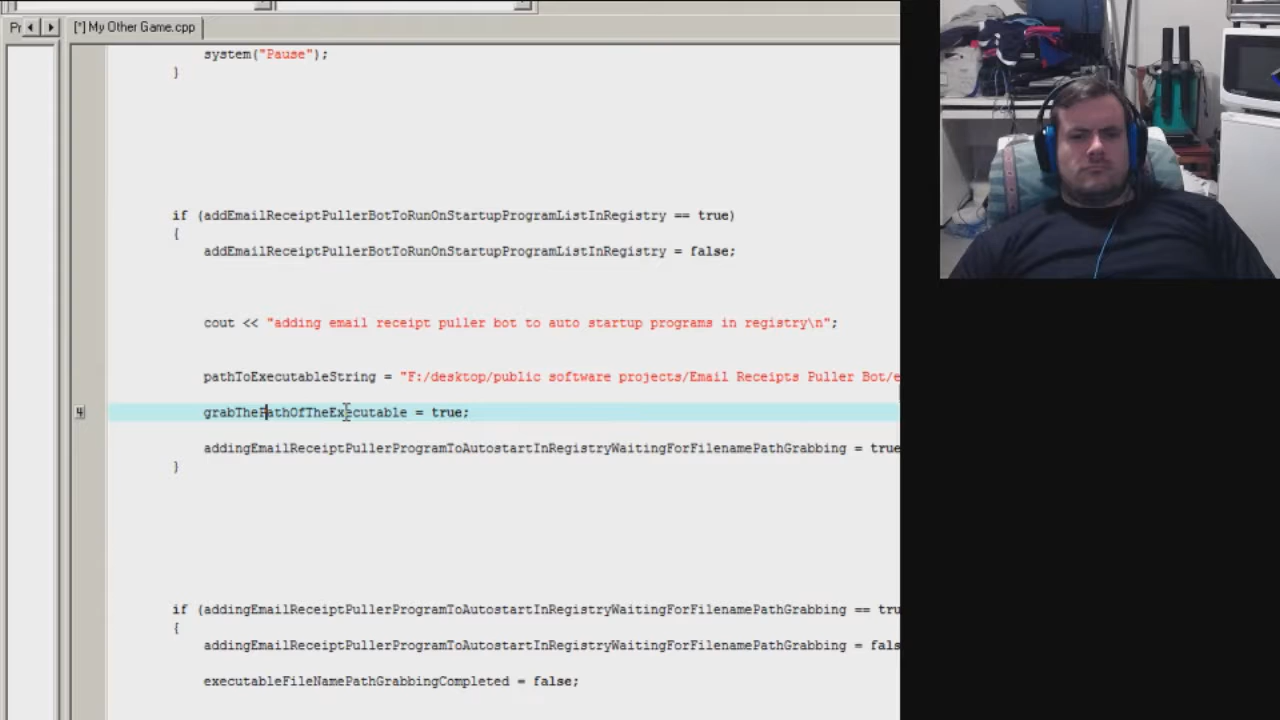 Pr
[*] My Other Game.cpp
system("Pause");
}
if (addEmailReceiptPullerBotToRunOnStartupProgramListInRegistry == true)
{
addEmailReceiptPullerBotToRunOnStartupProgramListInRegistry = false;
cout << "adding email receipt puller bot to auto startup programs in registry\n";
pathToExecutableString = "F:/desktop/public software projects/Email Receipts Puller Bot/e
4
grabThePathOfTheExecutable = true;
addingEmailReceiptPullerProgramToAutostartInRegistryWaitingForFilenamePathGrabbing = true
}
if (addingEmailReceiptPullerProgramToAutostartInRegistryWaitingForFilenamePathGrabbing == tru
{
addingEmailReceiptPullerProgramToAutostartInRegistryWaitingForFilenamePathGrabbing = fals
executableFileNamePathGrabbingCompleted = false;